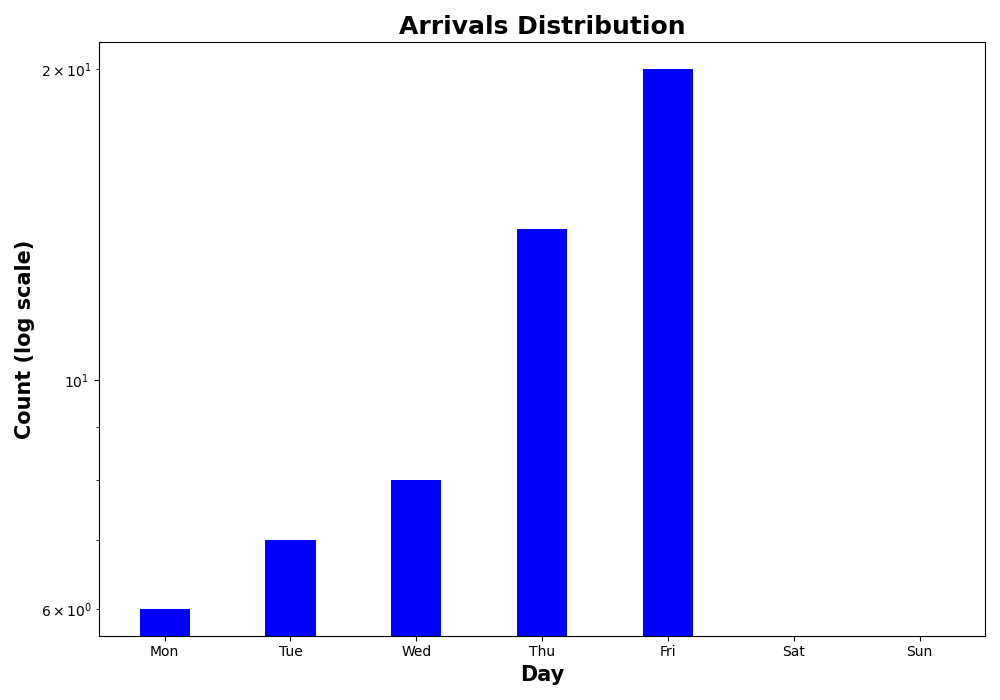 Arrivals Distribution
Count (log scale)
2 × 10¹
10¹
6 × 10⁰
Mon Tue Wed Thu Fri Sat Sun
Day